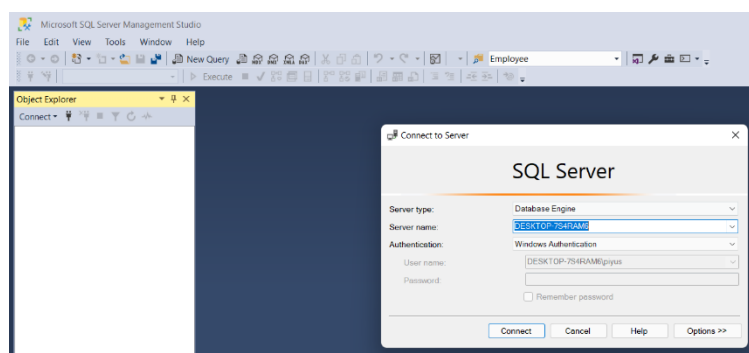 Microsoft SQL Server Management Studio
File Edit View Tools Window Help
New Query Employee
Execute
Object Explorer
Connect
Connect to Server
SQL Server
Server type: Database Engine
Server name: DESKTOP-7S4RAM6
Authentication: Windows Authentication
User name: DESKTOP-7S4RAM6\piyus
Password:
Remember password
Connect Cancel Help Options >>